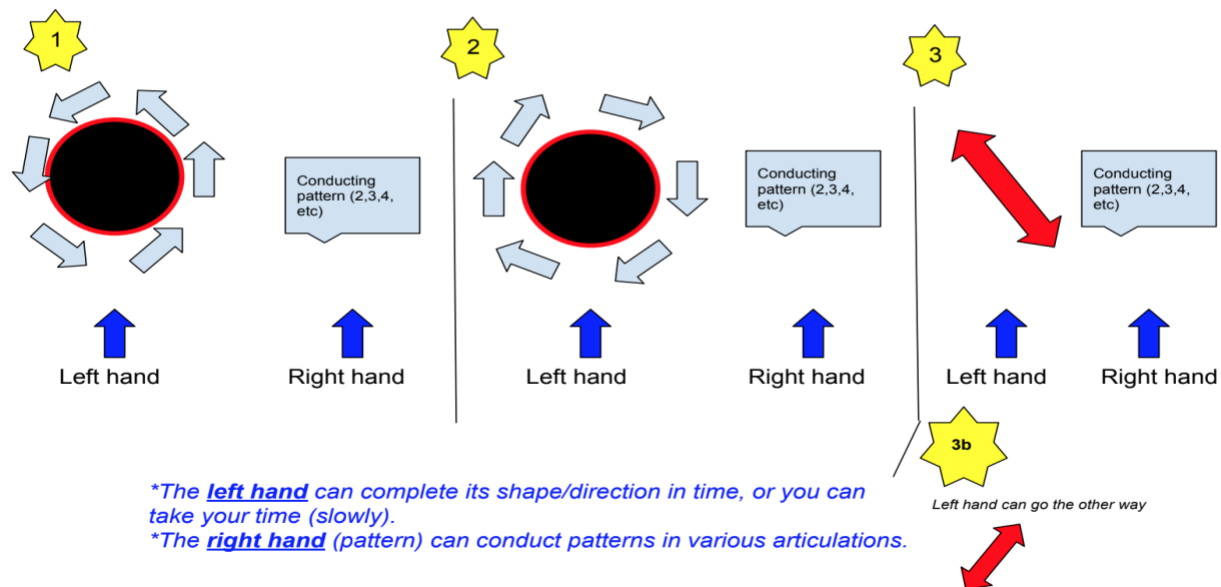 1
2
3
Conducting
pattern (2,3,4,
etc)
Conducting
pattern (2,3,4,
etc)
Conducting
pattern (2,3,4,
etc)
Left hand
Right hand
Left hand
Right hand
Left hand
Right hand
3b
Left hand can go the other way
*The left hand can complete its shape/direction in time, or you can
take your time (slowly).
*The right hand (pattern) can conduct patterns in various articulations.